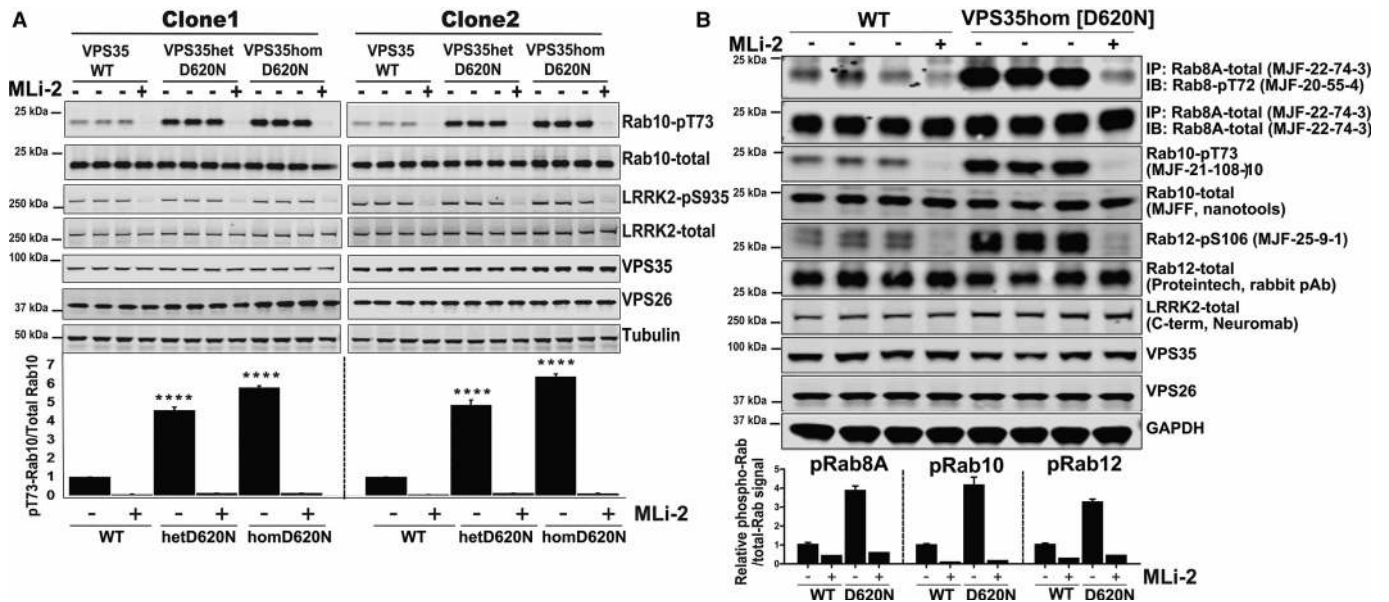 A
Clone1
Clone2
VPS35 WT
VPS35het D620N
VPS35hom D620N
VPS35 WT
VPS35het D620N
VPS35hom D620N
MLi-2 - - - + - - - + - - - + - - - + - - - + - - - +
25 kDa
Rab10-pT73
25 kDa
Rab10-total
250 kDa
LRRK2-pS935
250 kDa
LRRK2-total
100 kDa
VPS35
37 kDa
VPS26
50 kDa
Tubulin
pT73-Rab10/Total Rab10
7
6
5
4
3
2
1
0
**** **** **** ****
- + - + - + - + - + - + MLi-2
WT hetD620N homD620N WT hetD620N homD620N
B
WT
VPS35hom [D620N]
MLi-2 - - - + - - - +
25 kDa
IP: Rab8A-total (MJF-22-74-3)
IB: Rab8-pT72 (MJF-20-55-4)
25 kDa
IP: Rab8A-total (MJF-22-74-3)
IB: Rab8A-total (MJF-22-74-3)
25 kDa
Rab10-pT73
(MJF-21-108-10
25 kDa
Rab10-total
(MJFF, nanotools)
25 kDa
Rab12-pS106 (MJF-25-9-1)
25 kDa
Rab12-total
(Proteintech, rabbit pAb)
250 kDa
LRRK2-total
(C-term, Neuromab)
100 kDa
VPS35
37 kDa
VPS26
37 kDa
GAPDH
pRab8A pRab10 pRab12
Relative phospho-Rab
/total-Rab signal
5
4
3
2
1
0
- + - + - + - + - + - + MLi-2
WT D620N WT D620N WT D620N